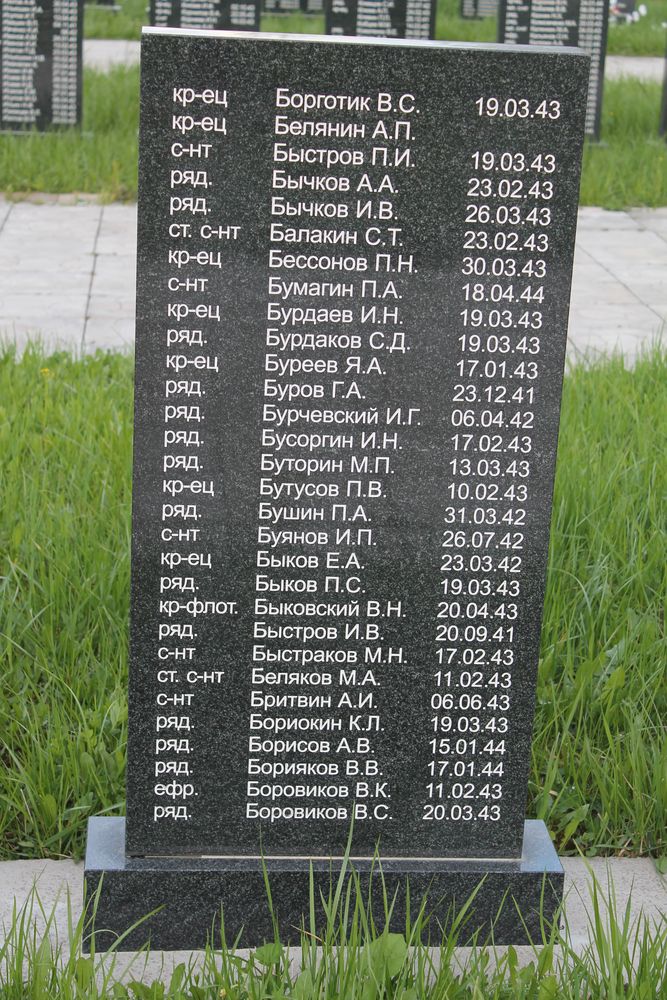 кр-ец Борготик В.С. 19.03.43
кр-ец Белянин А.П.
с-нт Быстров П.И. 19.03.43
ряд. Бычков А.А. 23.02.43
ряд. Бычков И.В. 26.03.43
ст. с-нт Балакин С.Т. 23.02.43
кр-ец Бессонов П.Н. 30.03.43
с-нт Бумагин П.А. 18.04.44
кр-ец Бурдаев И.Н. 19.03.43
ряд. Бурдаков С.Д. 19.03.43
кр-ец Буреев Я.А. 17.01.43
ряд. Буров Г.А. 23.12.41
ряд. Бурчевский И.Г. 06.04.42
ряд. Бусоргин И.Н. 17.02.43
ряд. Буторин М.П. 13.03.43
кр-ец Бутусов П.В. 10.02.43
ряд. Бушин П.А. 31.03.42
с-нт Буянов И.П. 26.07.42
кр-ец Быков Е.А. 23.03.42
ряд. Быков П.С. 19.03.43
кр-флот. Быковский В.Н. 20.04.43
ряд. Быстров И.В. 20.09.41
с-нт Быстраков М.Н. 17.02.43
ст. с-нт Беляков М.А. 11.02.43
с-нт Бритвин А.И. 06.06.43
ряд. Бориокин К.Л. 19.03.43
ряд. Борисов А.В. 15.01.44
ряд. Борияков В.В. 17.01.44
ефр. Боровиков В.К. 11.02.43
ряд. Боровиков В.С. 20.03.43